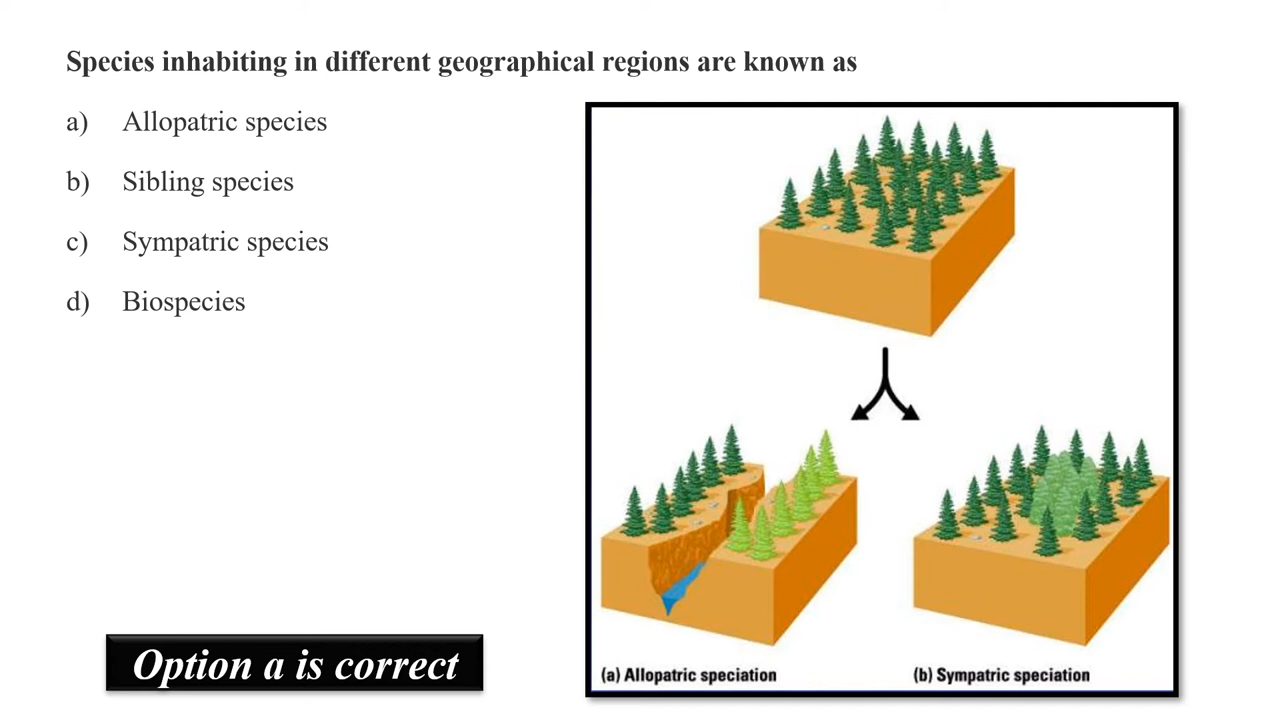 Species inhabiting in different geographical regions are known as
a) Allopatric species
b) Sibling species
c) Sympatric species
d) Biospecies
Option a is correct
(a) Allopatric speciation
(b) Sympatric speciation